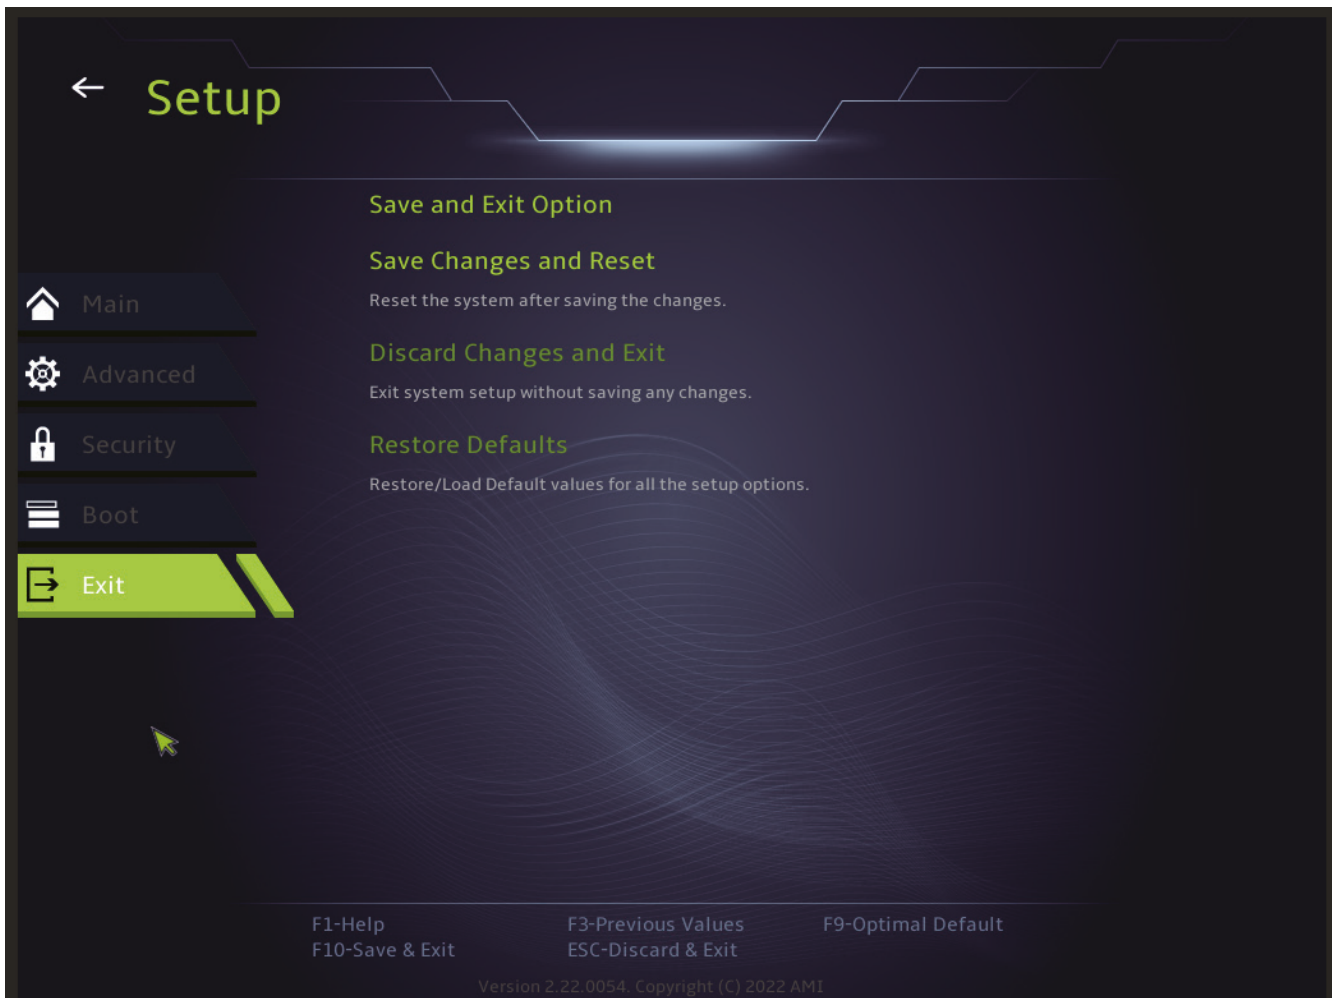 Setup
Save and Exit Option
Save Changes and Reset
Reset the system after saving the changes.
Discard Changes and Exit
Exit system setup without saving any changes.
Restore Defaults
Restore/Load Default values for all the setup options.
Main
Advanced
Security
Boot
Exit
F1-Help
F3-Previous Values
F9-Optimal Default
F10-Save & Exit
ESC-Discard & Exit
Version 2.22.0054. Copyright (C) 2022 AMI